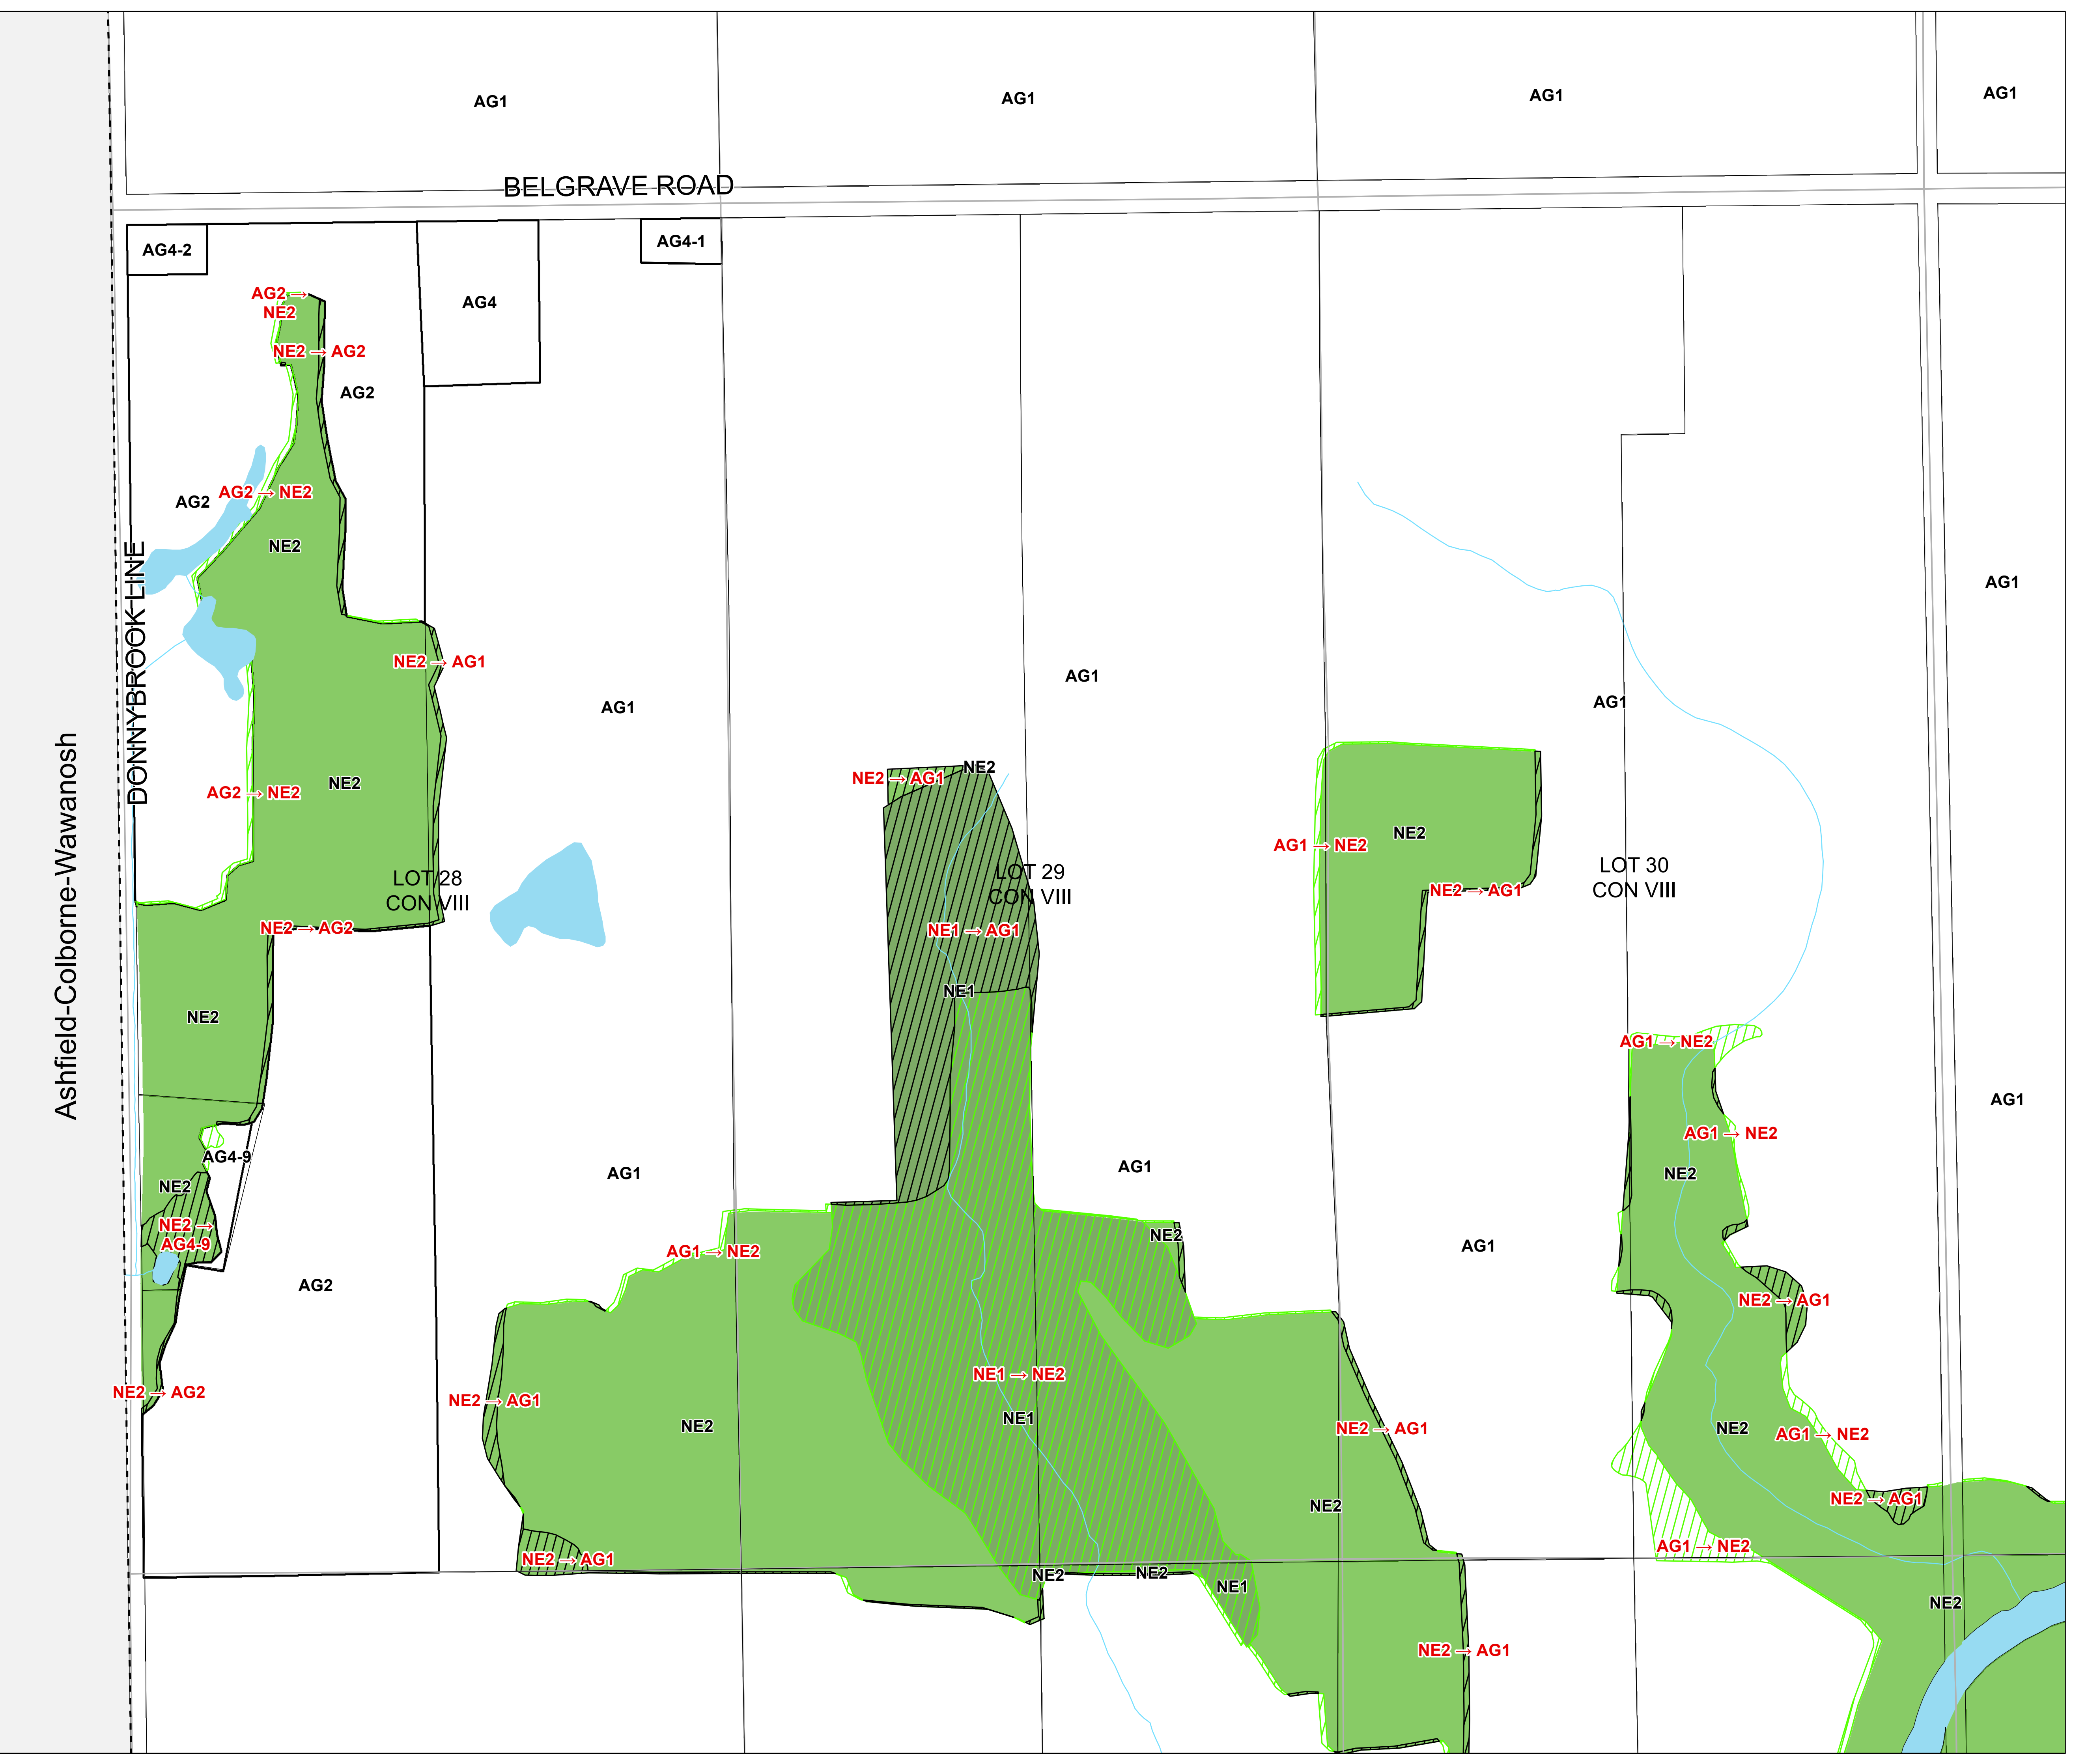 AG1
AG1
AG1
AG1
BELGRAVE ROAD
AG4-2
AG4-1
AG4
AG2 →
NE2
NE2 → AG2
AG2
AG2 → NE2
AG2
NE2
DONNYBROOK LINE
AG1
NE2 → AG1
AG1
AG1
AG1
NE2
NE2 → AG1
NE2
AG2 → NE2
NE2
AG1 → NE2
Ashfield-Colborne-Wawanosh
LOT 28
CON VIII
LOT 29
CON VIII
LOT 30
CON VIII
NE2 → AG1
NE2 → AG2
NE1 → AG1
NE1
NE2
AG1 → NE2
AG1
AG1 → NE2
AG4-9
AG1
AG1
NE2
NE2
NE2 →
AG4-9
NE2
AG1 → NE2
AG1
AG2
NE2 → AG1
NE1 → NE2
NE2 → AG2
NE2 → AG1
NE2
NE1
NE2 → AG1
NE2
AG1 → NE2
NE2
NE2 → AG1
AG1 → NE2
NE2 → AG1
NE2
NE2
NE1
NE2
NE2 → AG1